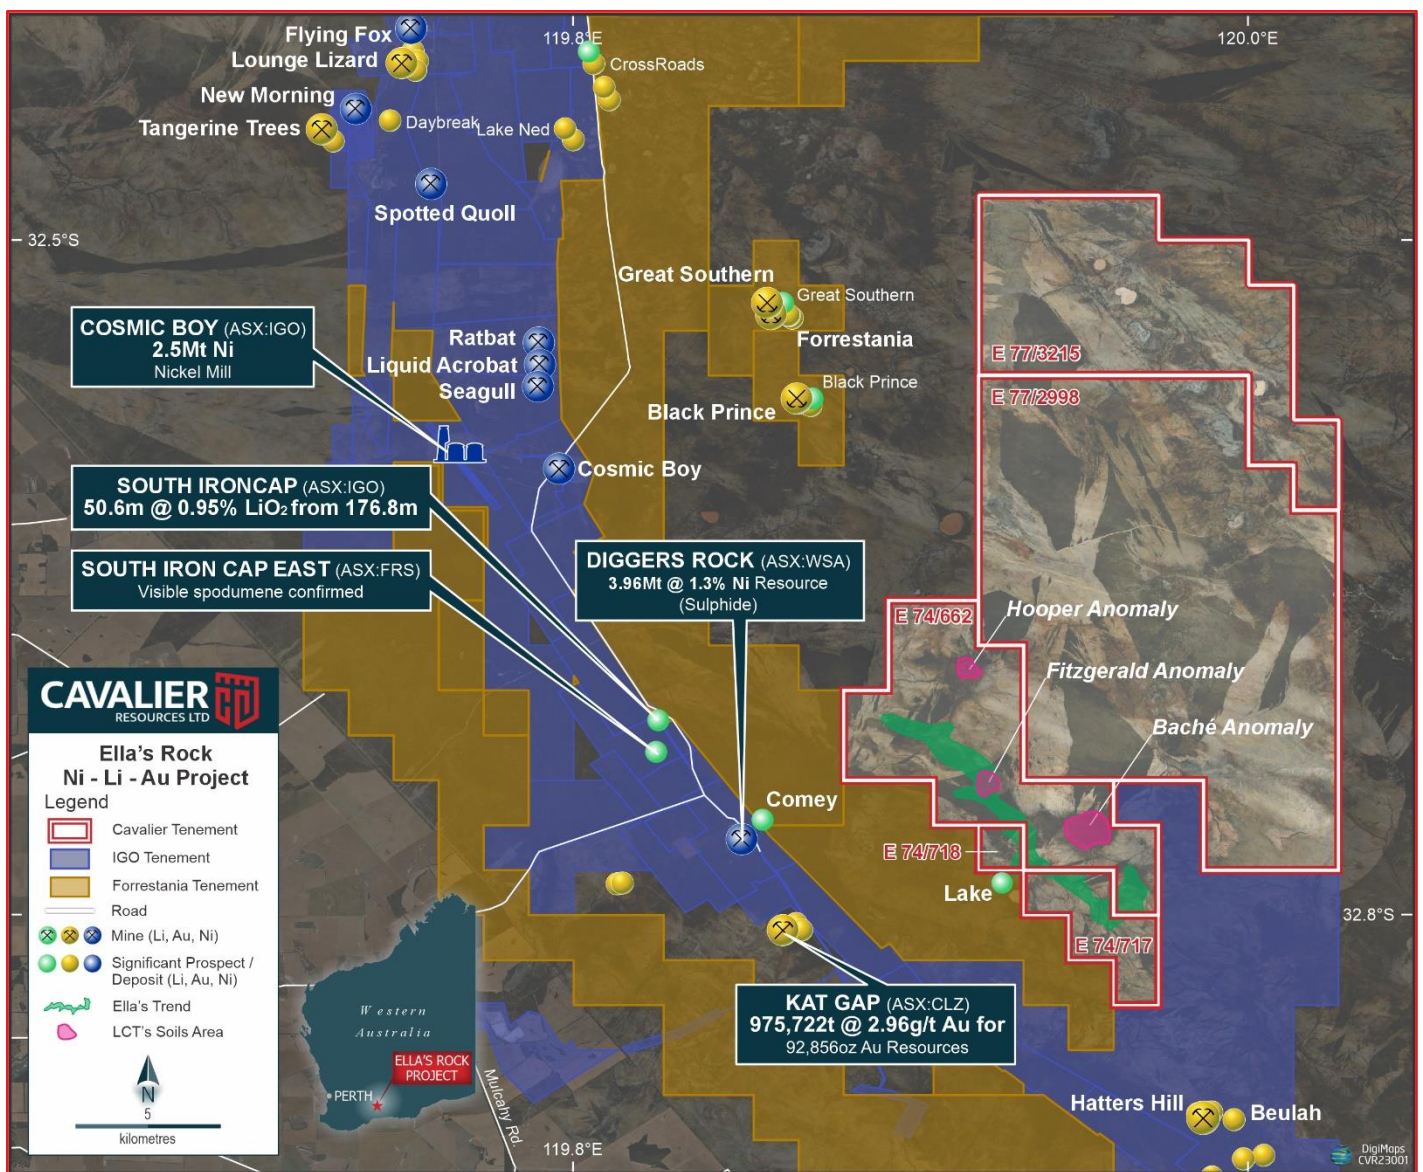 Flying Fox
119.8°E
120.0°E
Lounge Lizard
CrossRoads
New Morning
Tangerine Trees
Daybreak
Lake Ned
Spotted Quoll
32.5°S
Great Southern
Great Southern
Forrestania
COSMIC BOY (ASX:IGO)
2.5Mt Ni
Nickel Mill
Ratbat
Liquid Acrobat
Seagull
E 77/3215
E 77/2998
Black Prince
Black Prince
Cosmic Boy
SOUTH IRONCAP (ASX:IGO)
50.6m @ 0.95% LiO₂ from 176.8m
SOUTH IRON CAP EAST (ASX:FRS)
Visible spodumene confirmed
DIGGERS ROCK (ASX:WSA)
3.96Mt @ 1.3% Ni Resource
(Sulphide)
E 74/662
Hooper Anomaly
Fitzgerald Anomaly
Baché Anomaly
Comey
E 74/718
Lake
E 74/717
32.8°S
KAT GAP (ASX:CLZ)
975,722t @ 2.96g/t Au for
92,856oz Au Resources
Hatters Hill
Beulah
119.8°E
Mulcahy Rd.
CAVALIER
RESOURCES LTD
Ella's Rock
Ni - Li - Au Project
Legend
Cavalier Tenement
IGO Tenement
Forrestania Tenement
Road
Mine (Li, Au, Ni)
Significant Prospect /
Deposit (Li, Au, Ni)
Ella's Trend
LCT's Soils Area
N
5
kilometres
Western
Australia
ELLA'S ROCK
PROJECT
PERTH
DigiMaps
CVR23001